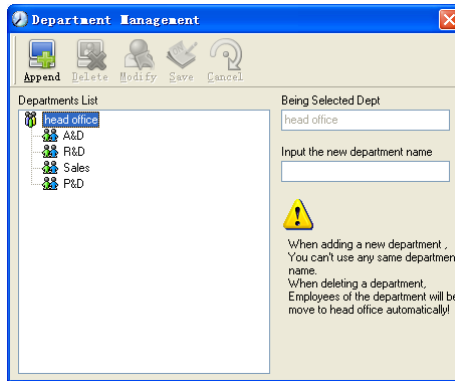 Department Management
Append Delete Modify Save Cancel
Departments List
head office
A&D
R&D
Sales
P&D
Being Selected Dept
head office
Input the new department name
When adding a new department ,
You can't use any same departmen
name.
When deleting a department,
Employees of the department will be
move to head office automatically!